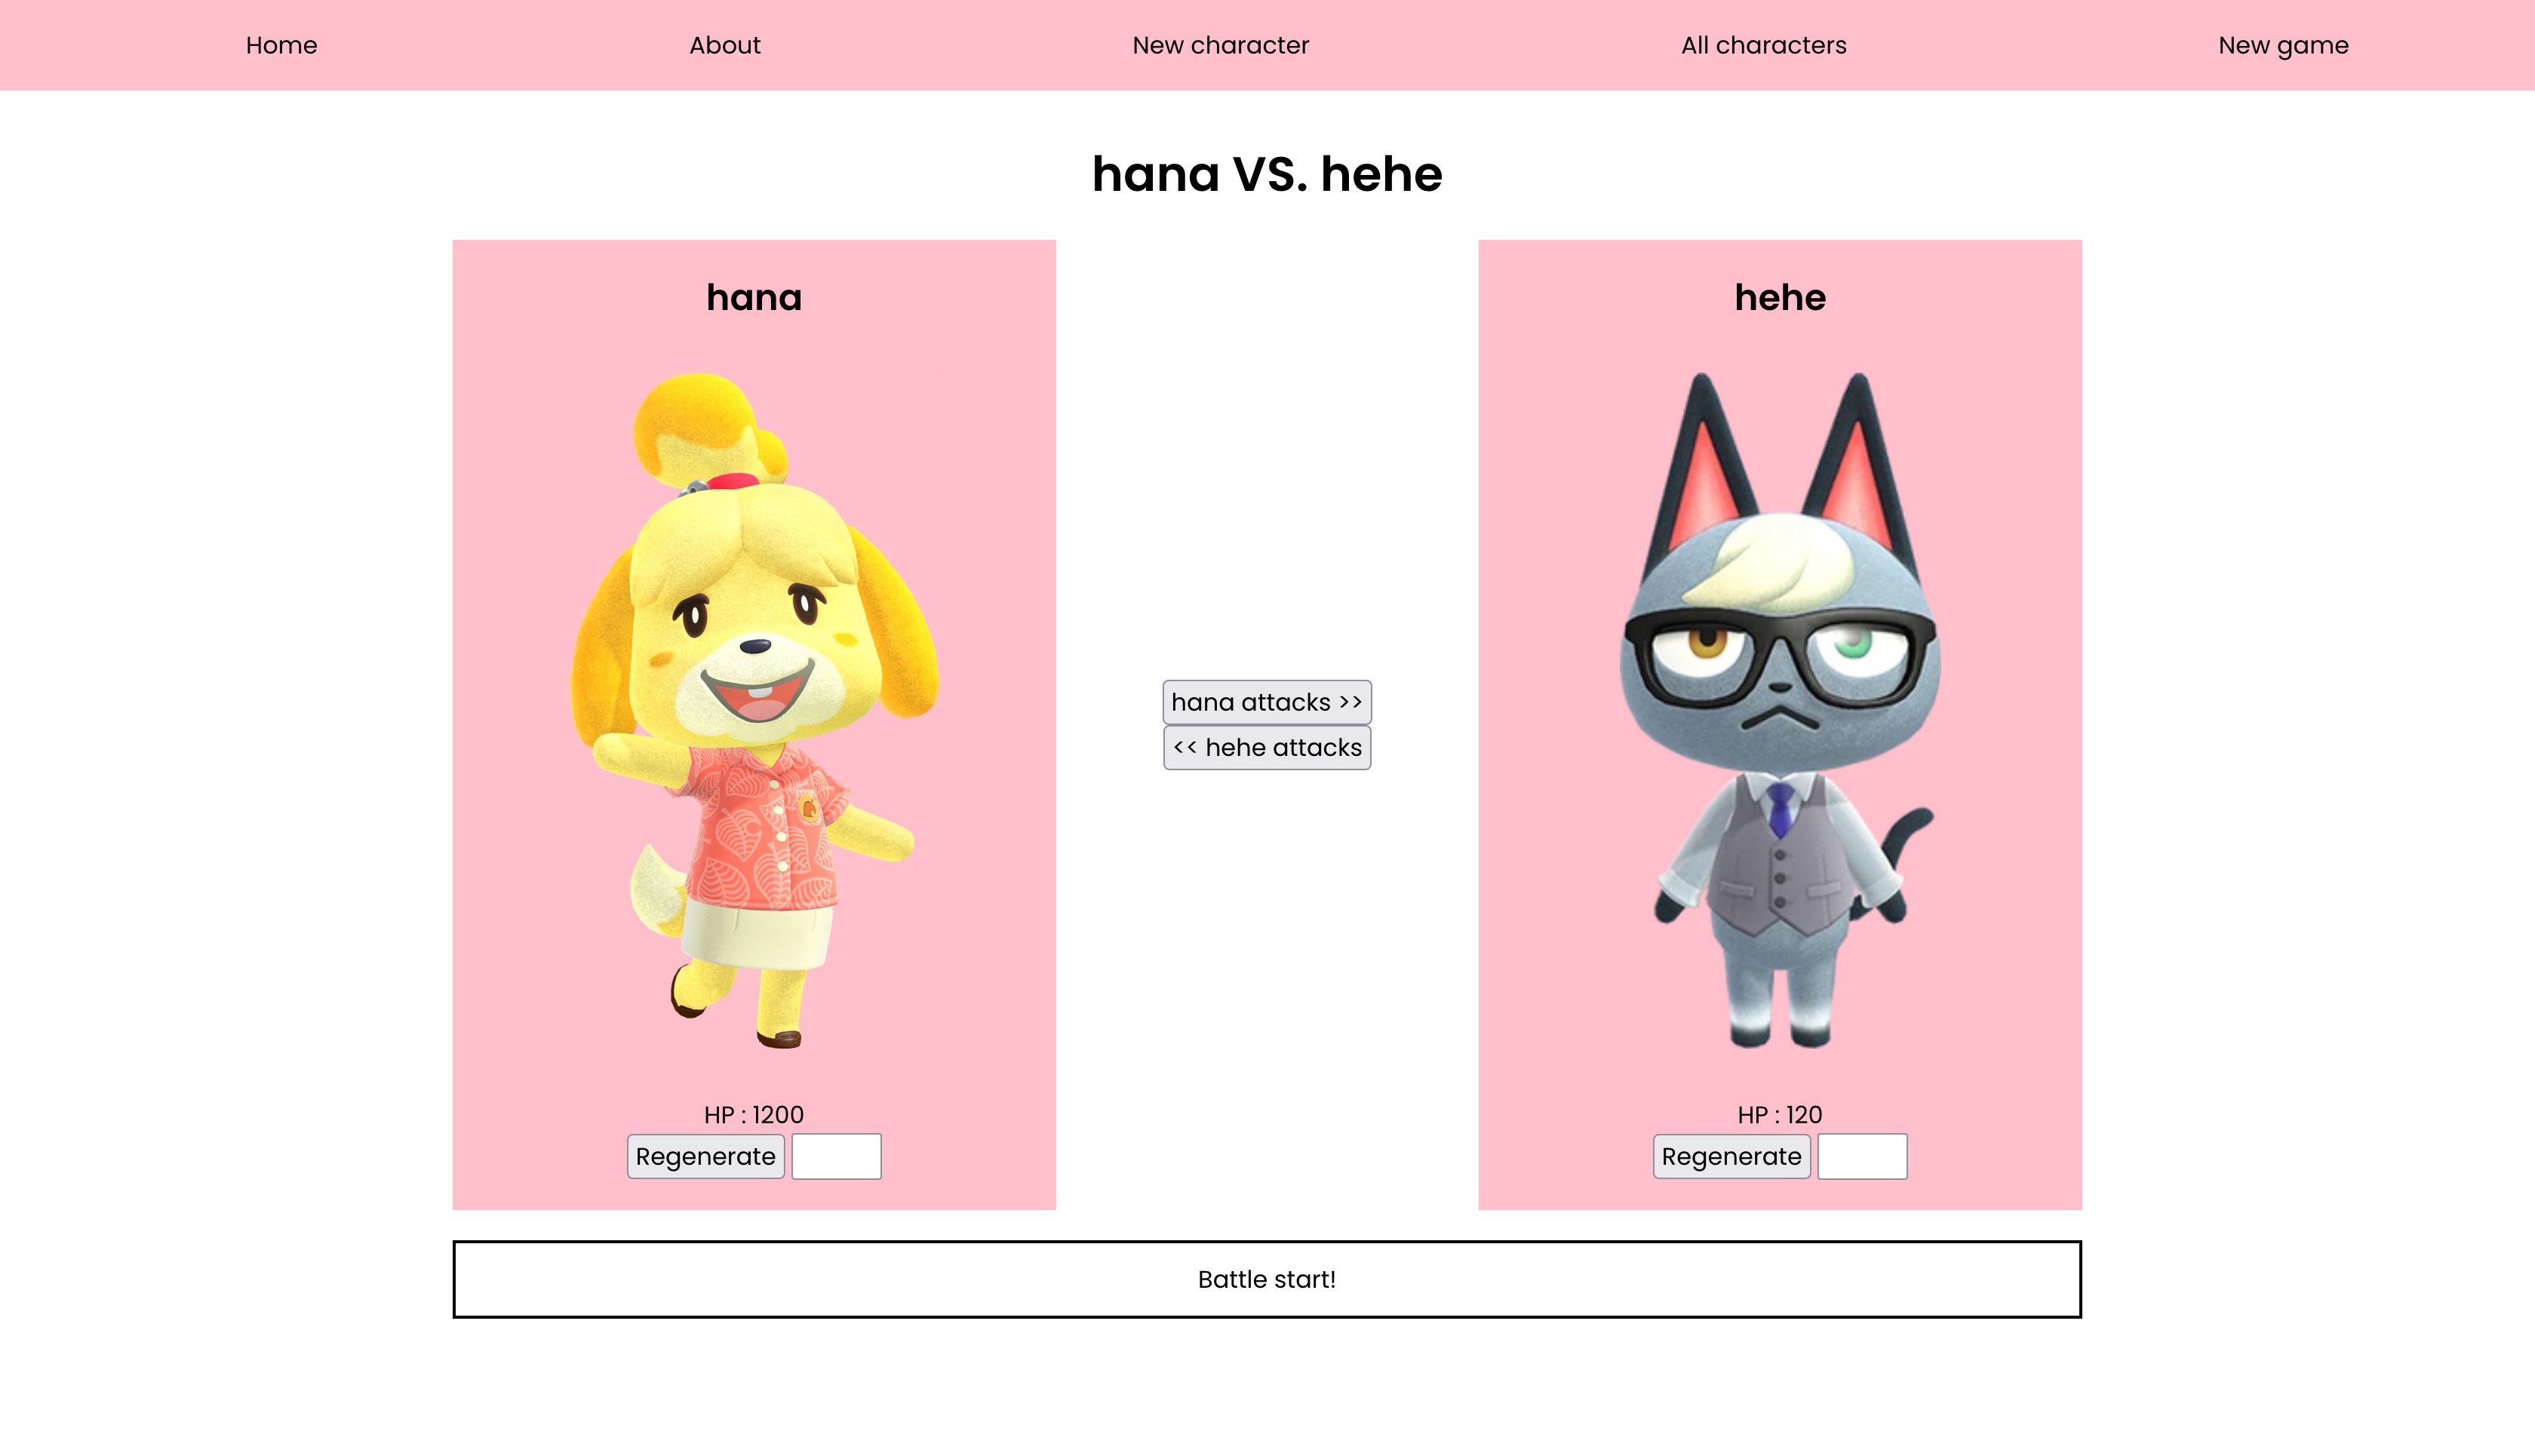 Home About New character All characters New game
hana VS. hehe
hana
HP : 1200
Regenerate
hana attacks >>
<< hehe attacks
hehe
HP : 120
Regenerate
Battle start!